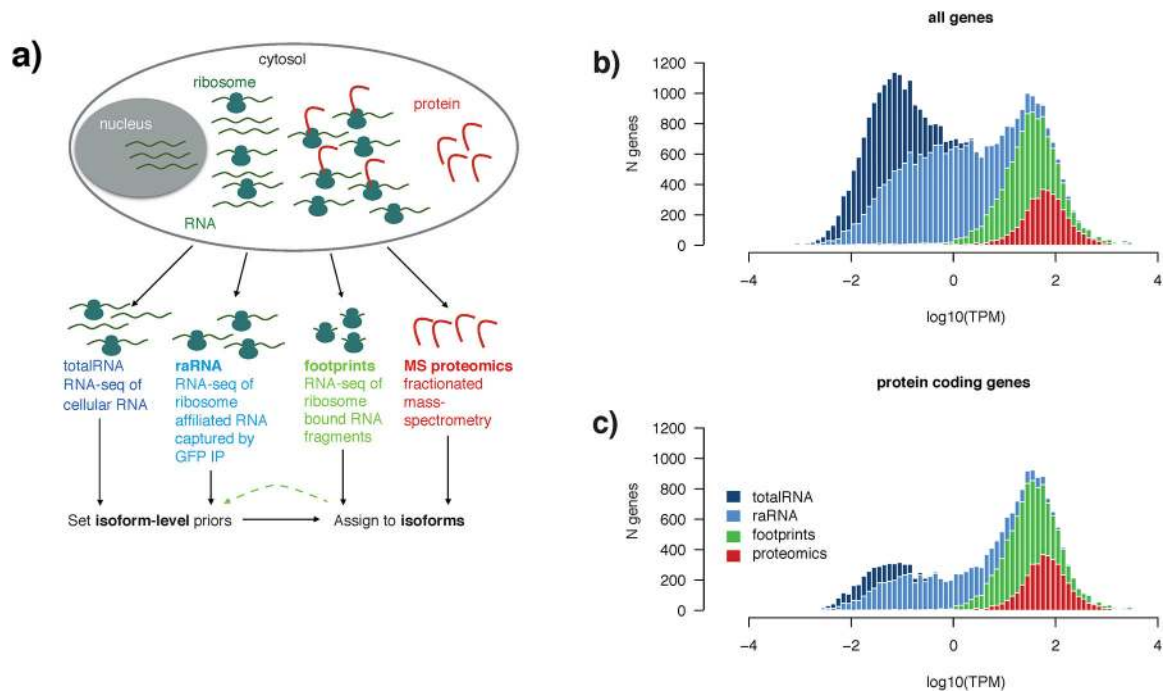 a)
cytosol
ribosome
nucleus
protein
RNA
totalRNA
RNA-seq of
cellular RNA
raRNA
RNA-seq of
ribosome
affiliated RNA
captured by
GFP IP
footprints
RNA-seq of
ribosome
bound RNA
fragments
MS proteomics
fractionated
mass-
spectrometry
Set isoform-level priors
Assign to isoforms
all genes
b)
N genes
1200
1000
800
600
400
200
0
−4
−2
0
2
4
log10(TPM)
protein coding genes
c)
N genes
1200
1000
800
600
400
200
0
totalRNA
raRNA
footprints
proteomics
−4
−2
0
2
4
log10(TPM)